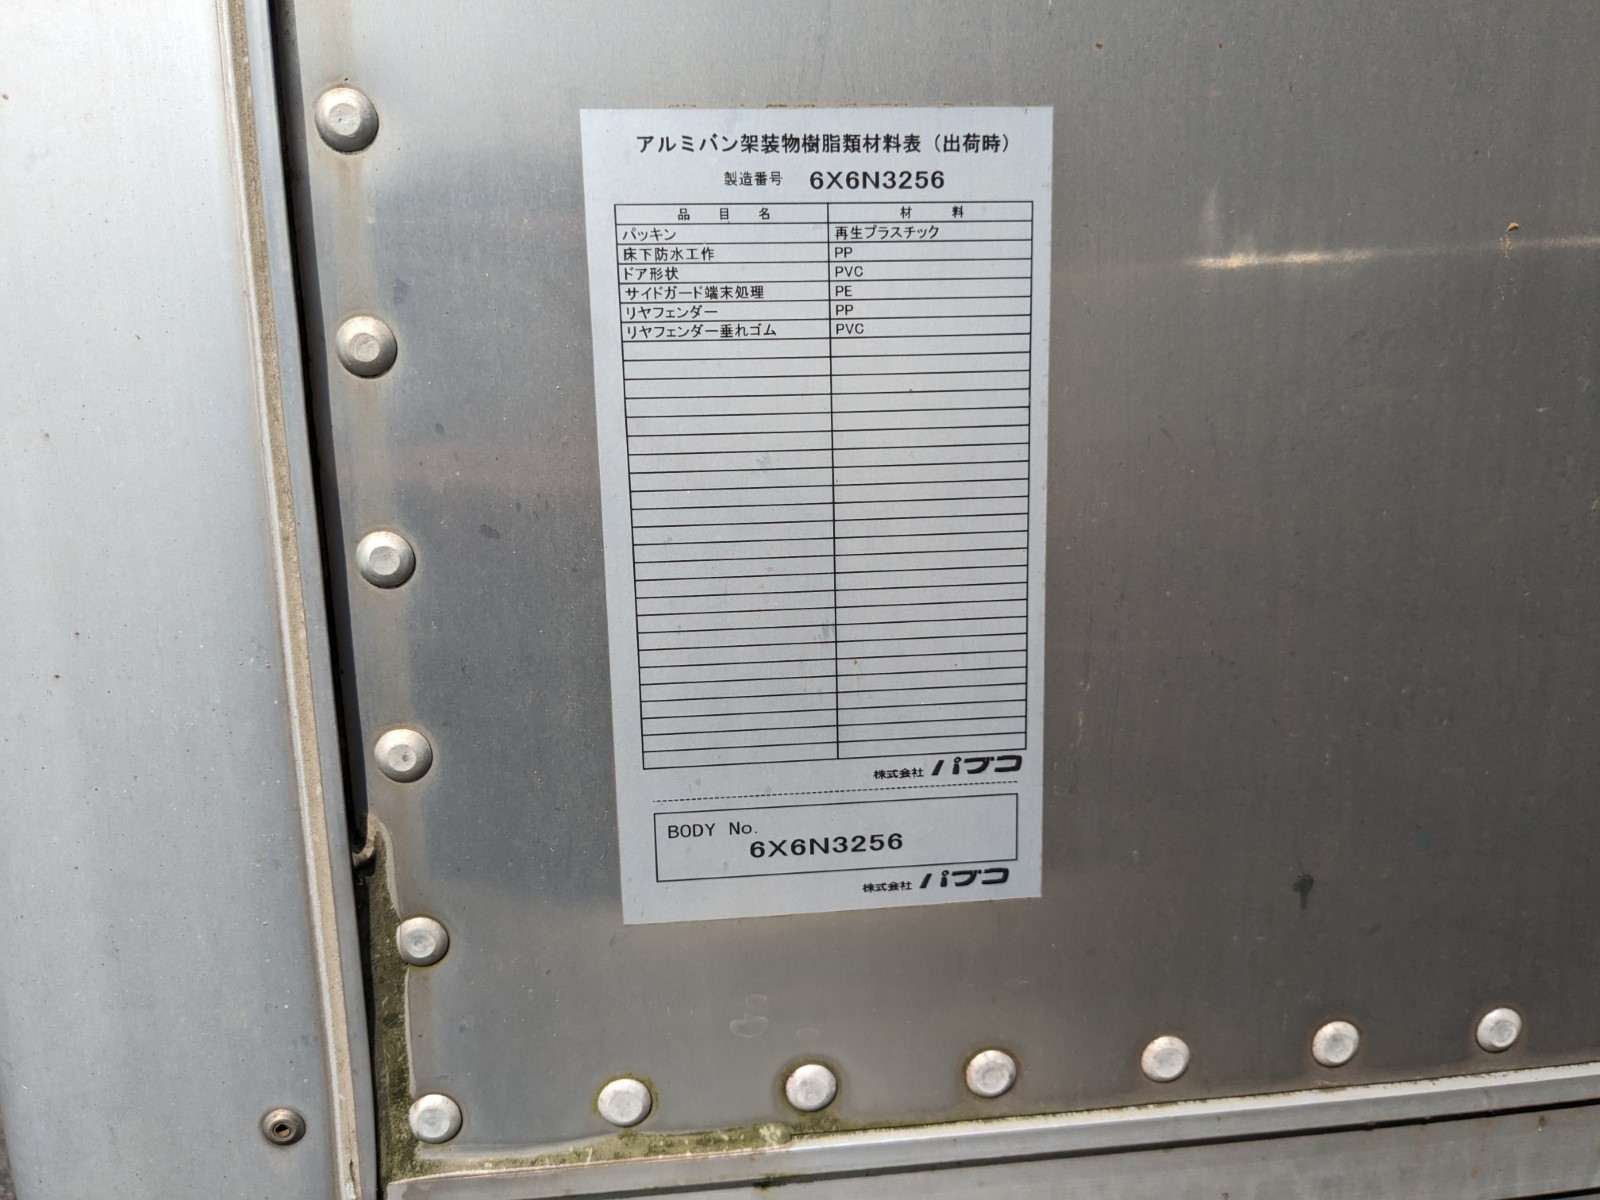 アルミバン架装物樹脂類材料表（出荷時）
製造番号 6X6N3256
品目名 材料
パッキン 再生プラスチック
床下防水工作 PP
ドア形状 PVC
サイドガード端末処理 PE
リヤフェンダー PP
リヤフェンダー垂れゴム PVC
株式会社 パブコ
BODY No.
6X6N3256
株式会社 パブコ